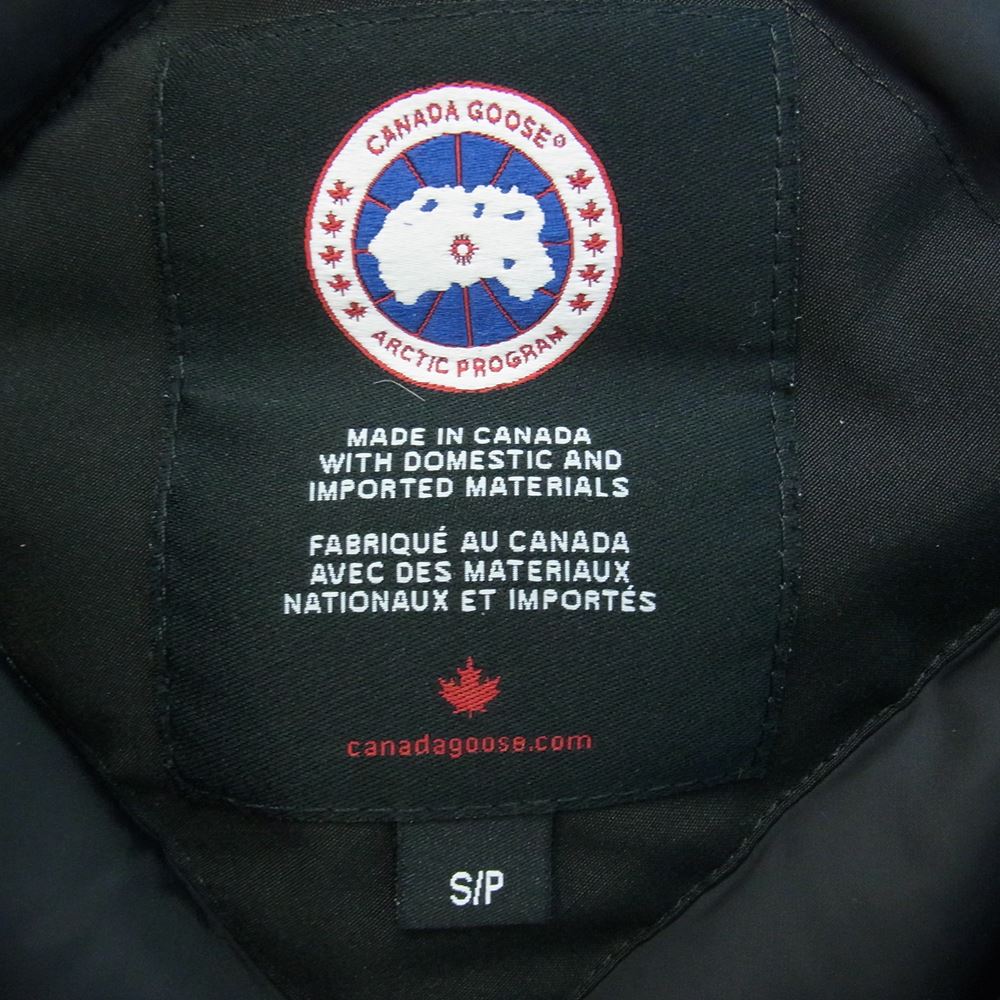 CANADA GOOSE®
ARCTIC PROGRAM
MADE IN CANADA
WITH DOMESTIC AND
IMPORTED MATERIALS
FABRIQUÉ AU CANADA
AVEC DES MATERIAUX
NATIONAUX ET IMPORTÉS
canadagoose.com
S/P